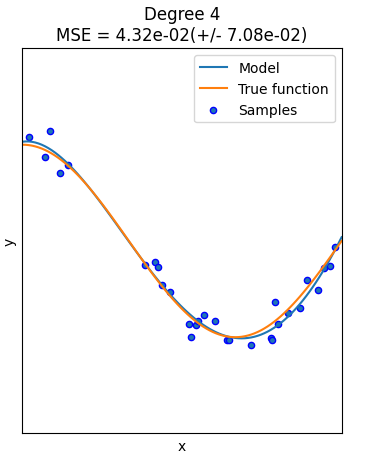 Degree 4
MSE = 4.32e-02(+/- 7.08e-02)
Model
True function
Samples
y
x